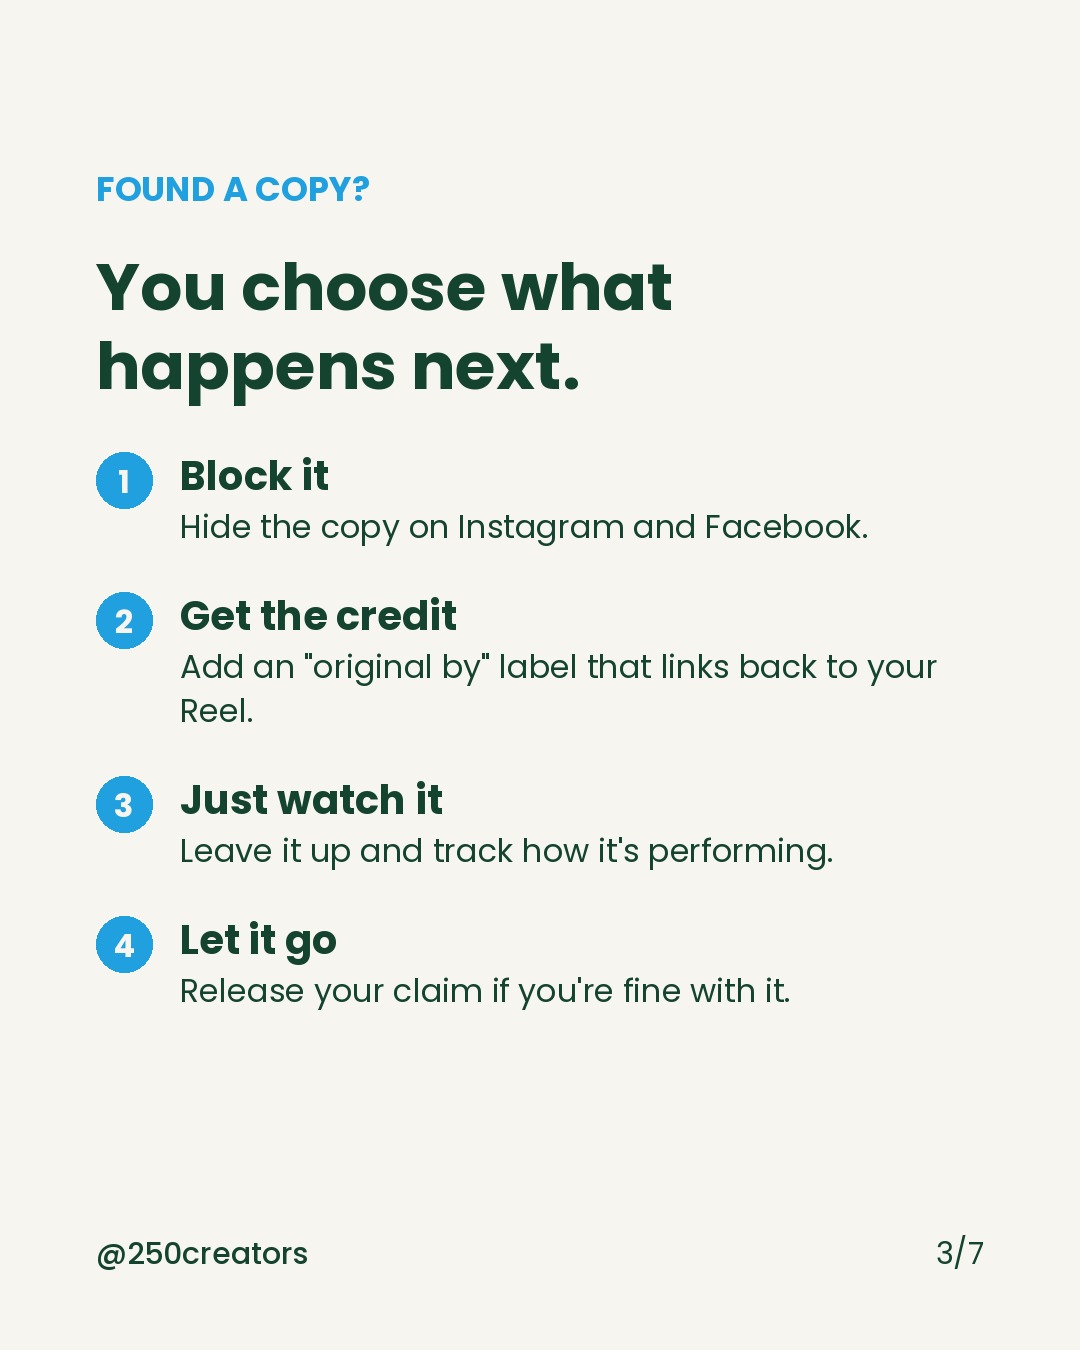 FOUND A COPY?
You choose what
happens next.
1
Block it
Hide the copy on Instagram and Facebook.
2
Get the credit
Add an "original by" label that links back to your
Reel.
3
Just watch it
Leave it up and track how it's performing.
4
Let it go
Release your claim if you're fine with it.
@250creators
3/7